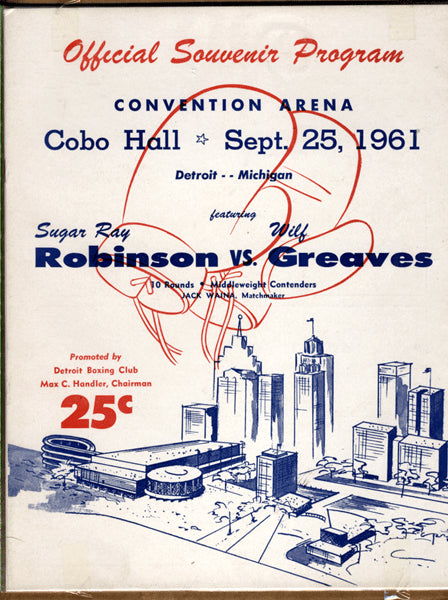 Official Souvenir Program
CONVENTION ARENA
Cobo Hall ☆ Sept. 25, 1961
Detroit - - Michigan
featuring
Sugar Ray Wilf
Robinson VS. Greaves
10 Rounds • Middleweight Contenders
JACK WAINA, Matchmaker
Promoted by
Detroit Boxing Club
Max C. Handler, Chairman
25¢